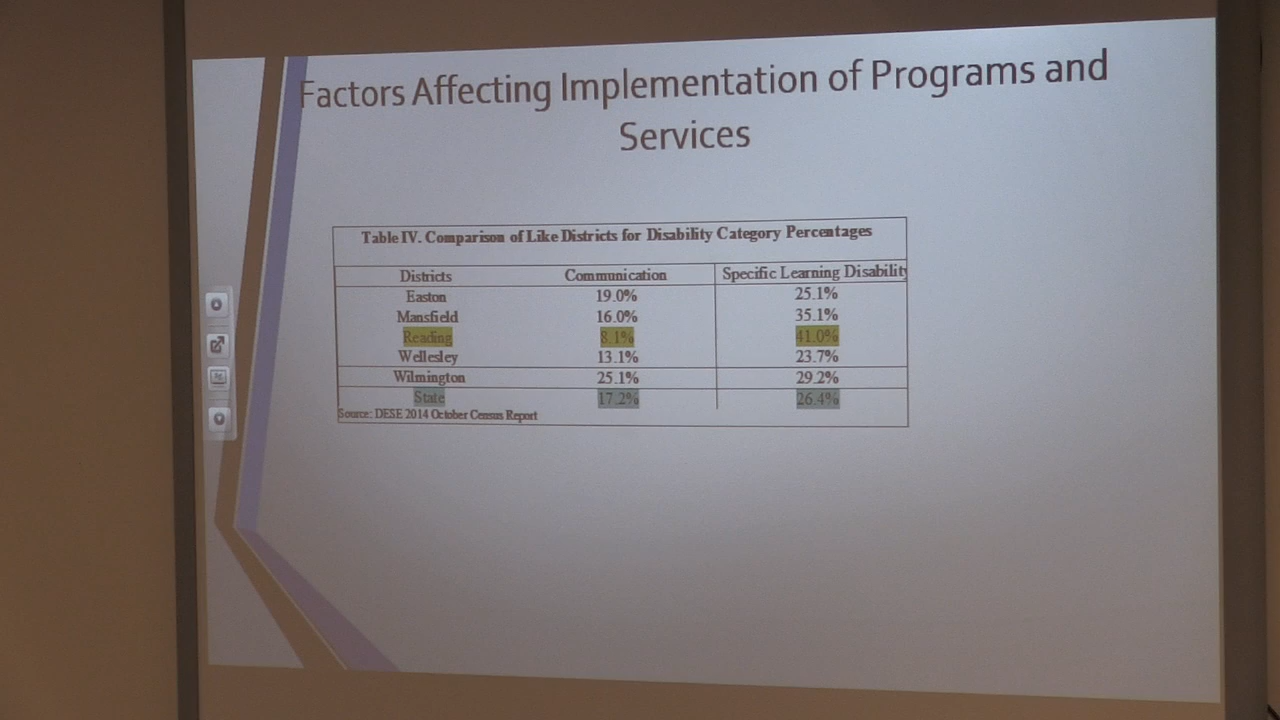 Factors Affecting Implementation of Programs and
Services
Table IV. Comparison of Like Districts for Disability Category Percentages
Districts Communication Specific Learning Disability
Easton 19.0% 25.1%
Mansfield 16.0% 35.1%
Reading 8.1% 41.0%
Wellesley 13.1% 23.7%
Wilmington 25.1% 29.2%
State 17.2% 26.4%
Source: DESE 2014 October Census Report